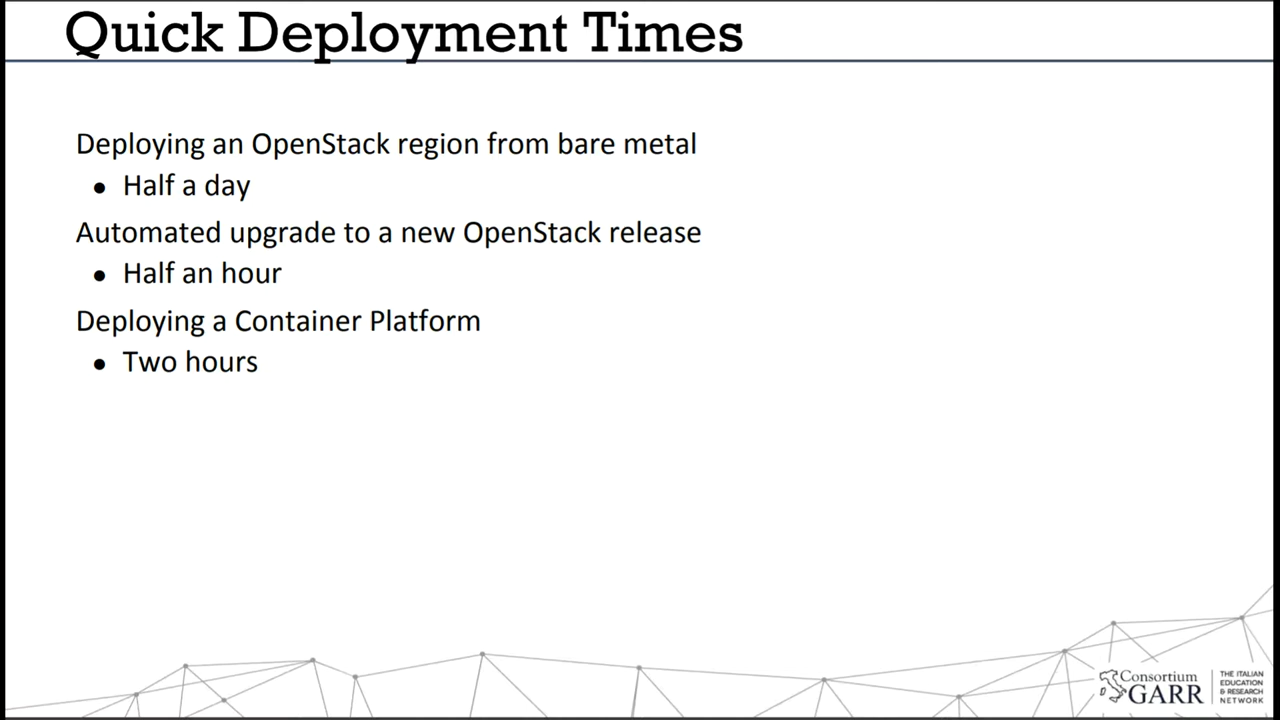 Quick Deployment Times
Deploying an OpenStack region from bare metal
● Half a day
Automated upgrade to a new OpenStack release
● Half an hour
Deploying a Container Platform
● Two hours
Consortium
GARR
THE ITALIAN
EDUCATION
& RESEARCH
NETWORK